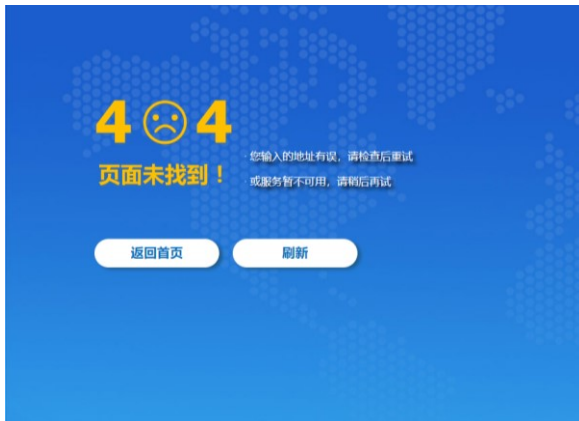 4 4
页面未找到！
您输入的地址有误，请检查后重试
或服务暂不可用，请稍后再试
返回首页
刷新